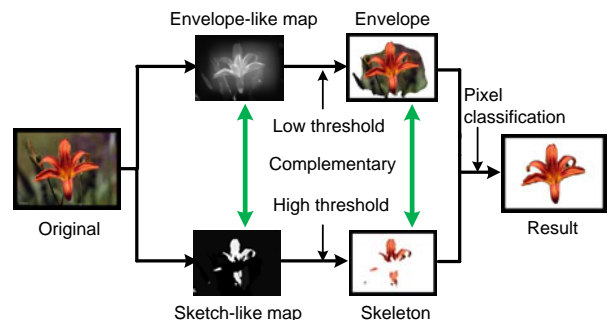 Envelope-like map
Envelope
Low threshold
Pixel
classification
Complementary
High threshold
Original
Result
Sketch-like map
Skeleton